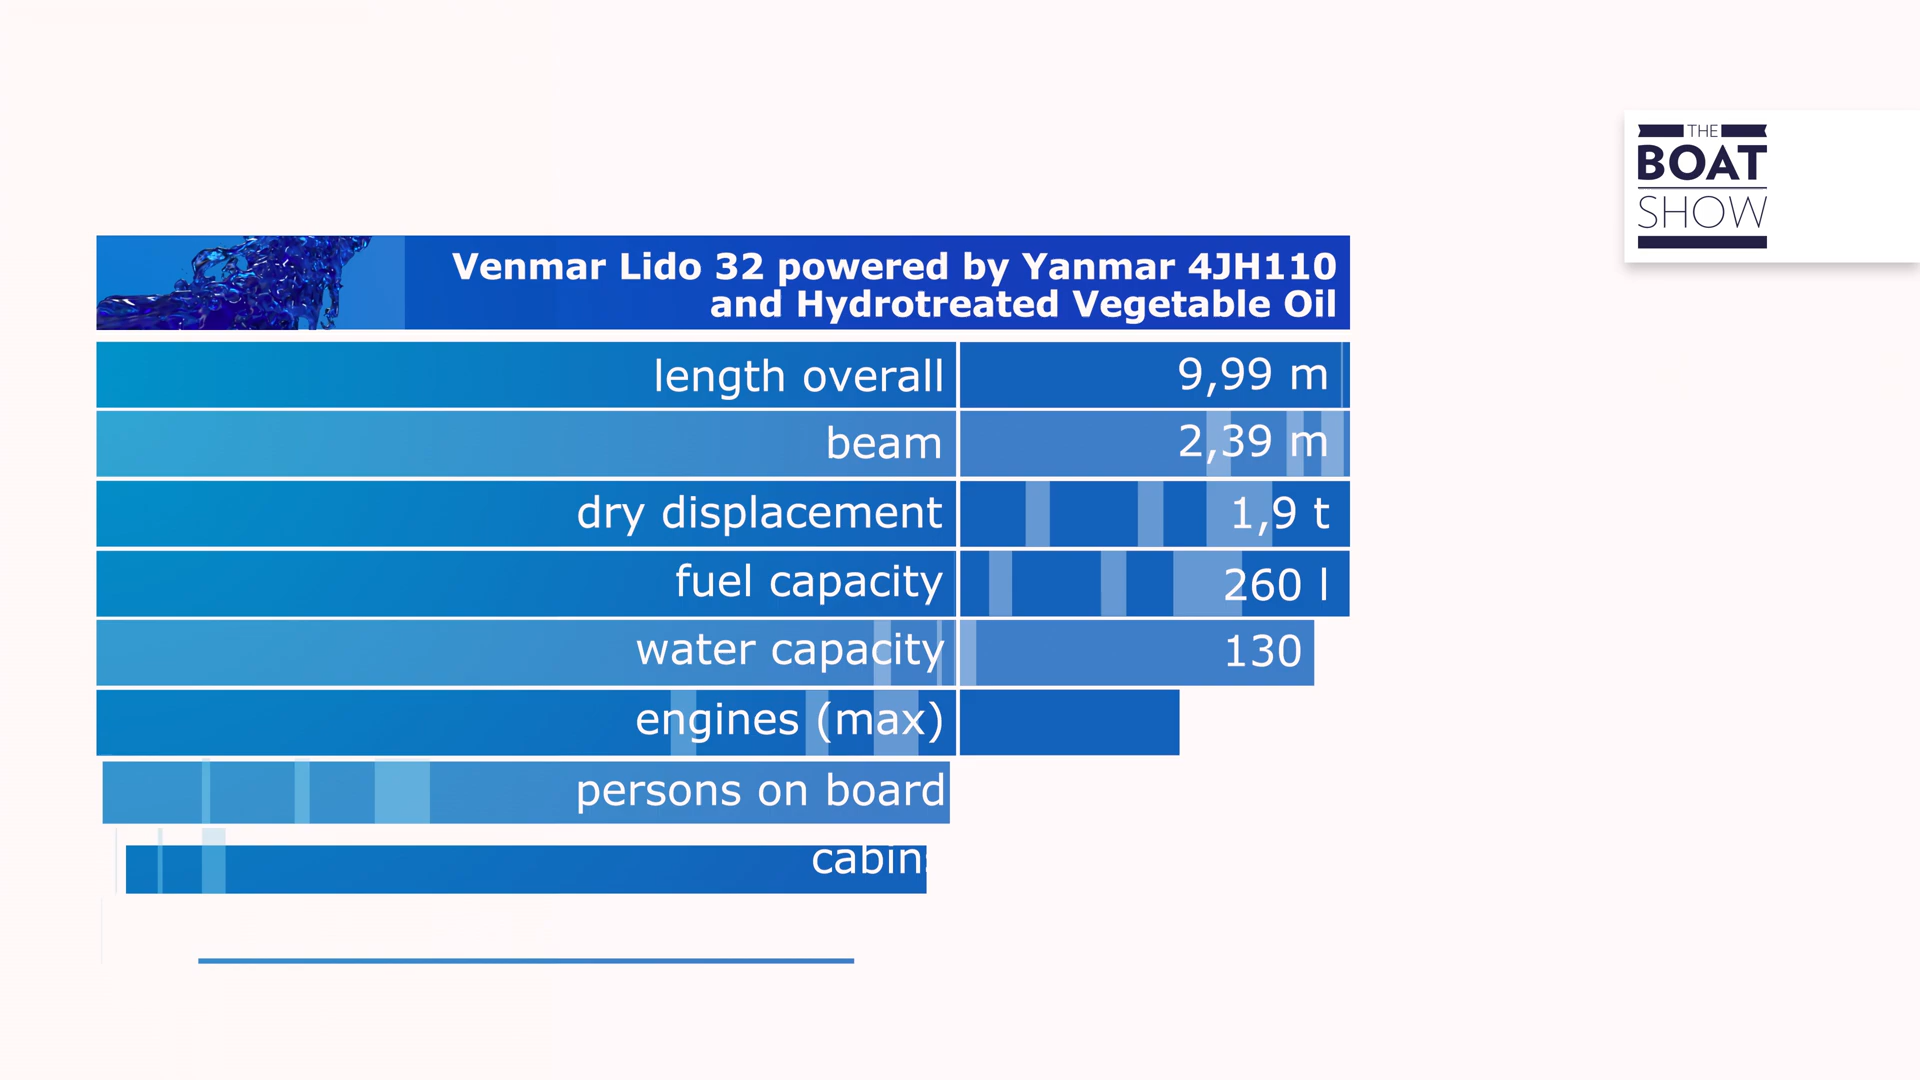 THE
BOAT
SHOW
Venmar Lido 32 powered by Yanmar 4JH110
and Hydrotreated Vegetable Oil
length overall 9,99 m
beam 2,39 m
dry displacement 1,9 t
fuel capacity 260 l
water capacity 130
engines (max)
persons on board